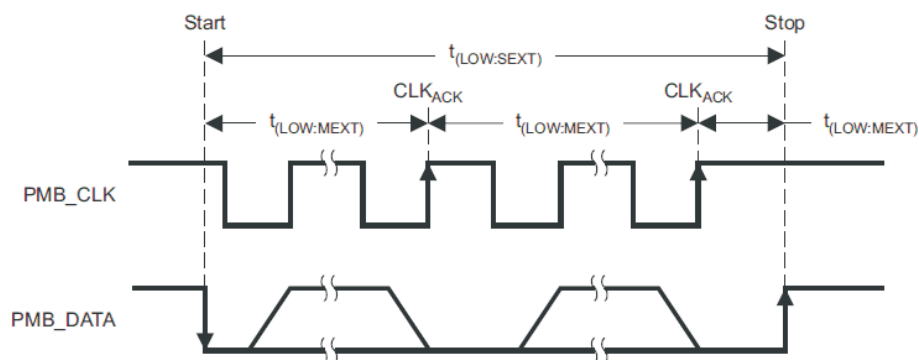 Start Stop
t(LOW:SEXT)
CLKACK CLKACK
t(LOW:MEXT) t(LOW:MEXT) t(LOW:MEXT)
PMB_CLK
PMB_DATA